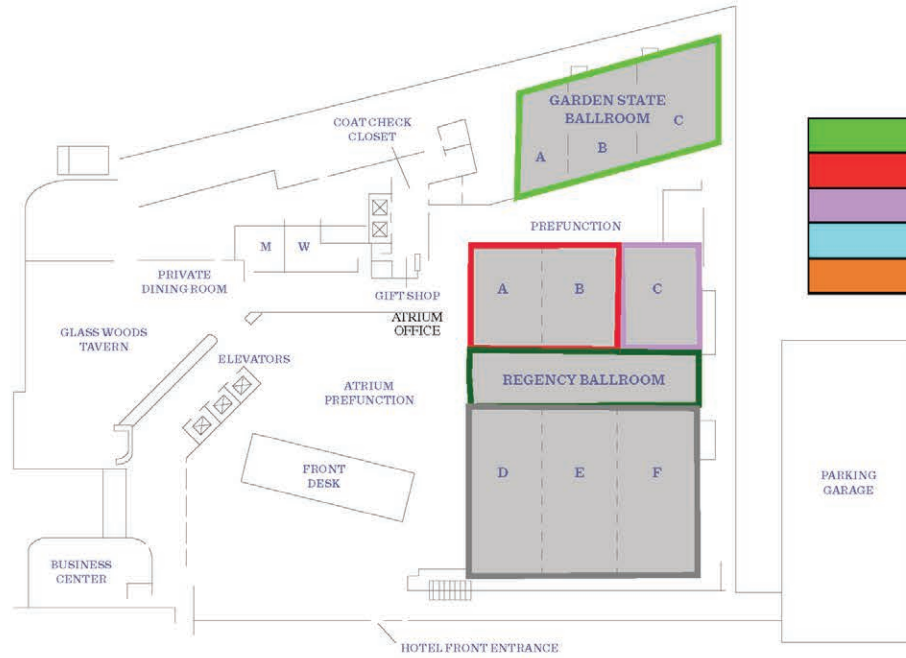 GARDEN STATE
BALLROOM
C
B
A
COAT CHECK
CLOSET
PREFUNCTION
M
W
PRIVATE
DINING ROOM
GIFT SHOP
ATRIUM
OFFICE
A
B
C
GLASS WOODS
TAVERN
ELEVATORS
ATRIUM
PREFUNCTION
REGENCY BALLROOM
FRONT
DESK
D
E
F
PARKING
GARAGE
BUSINESS
CENTER
HOTEL FRONT ENTRANCE